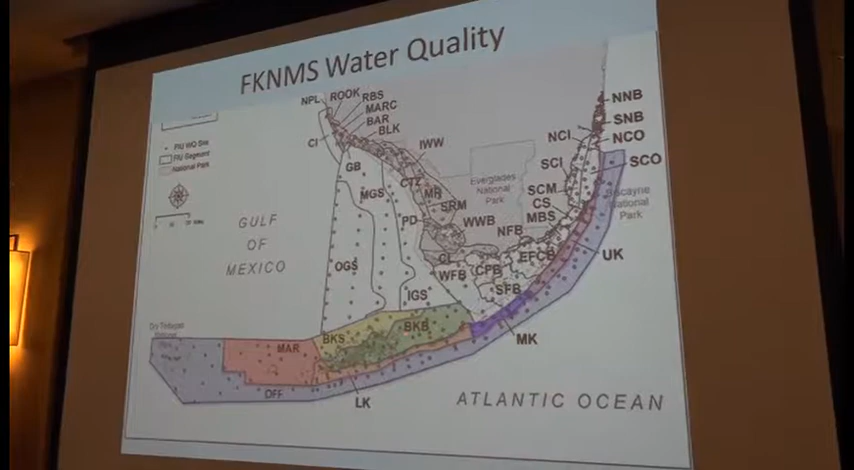 FKNMS Water Quality
NPL
ROOK
RBS
MARC
BAR
BLK
CI
IWW
NNB
SNB
NCI
NCO
SCI
SCO
FIU WQ Site
FIU Segment
National Park
GB
CTZ
MGS
MR
SRM
Everglades
National
Park
SCM
CS
MBS
Biscayne
National
Park
PD
WWB
NFB
GULF
OF
MEXICO
OGS
CI
WFB
CPB
EFCB
UK
IGS
SFB
Dry Tortugas
BKS
BKB
MK
MAR
OFF
LK
ATLANTIC OCEAN